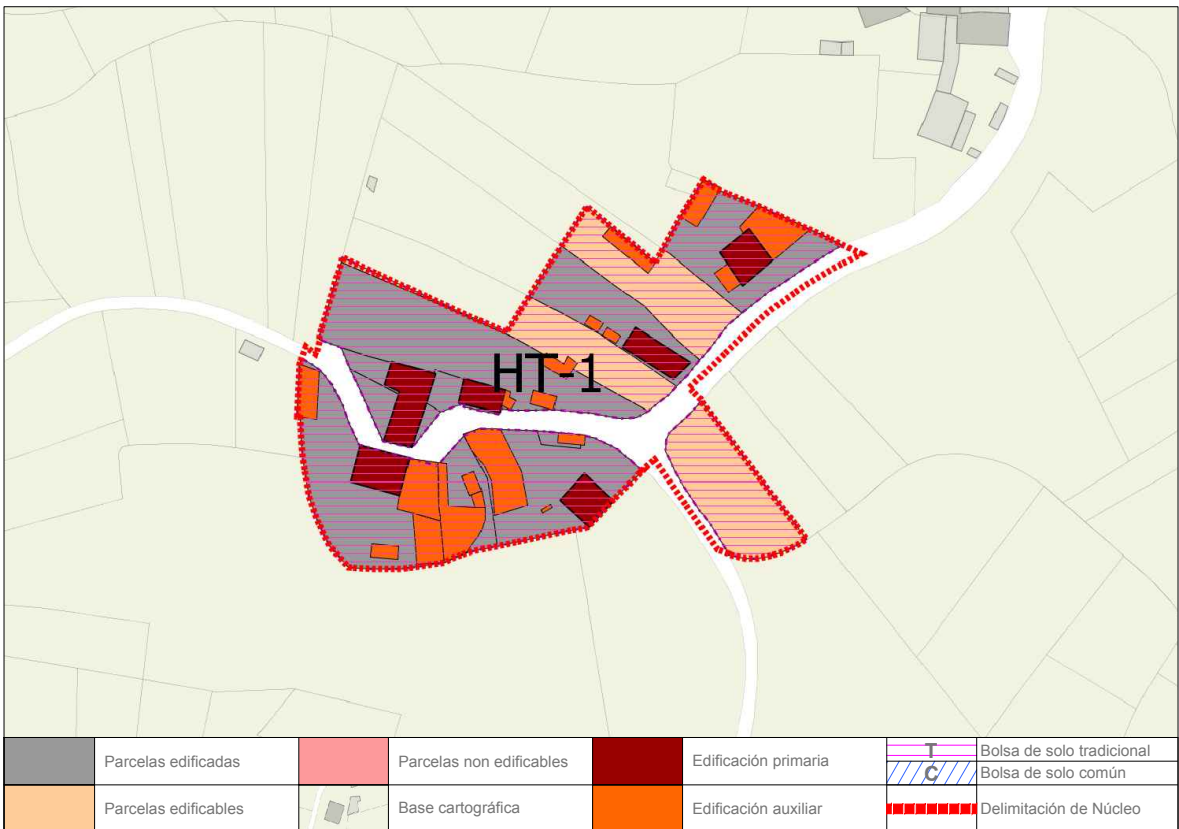 HT-1
Parcelas edificadas
Parcelas non edificables
Edificación primaria
T
Bolsa de solo tradicional
C
Bolsa de solo común
Parcelas edificables
Base cartográfica
Edificación auxiliar
Delimitación de Núcleo